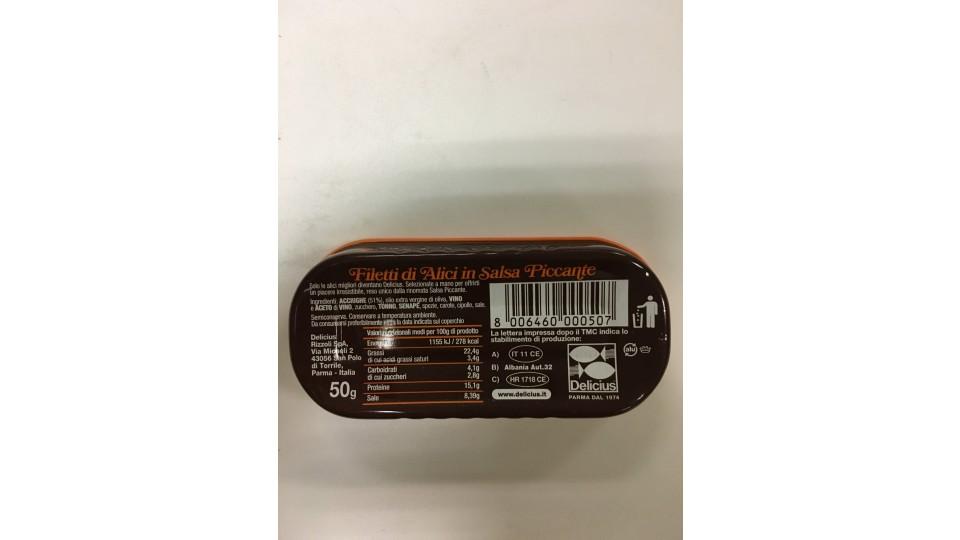 Filetti di Alici in Salsa Piccante
Solo le alici migliori diventano Delicius. Selezionate a mano per offrirti
un piacere irresistibile, reso unico dalla rinomata Salsa Piccante.
Ingredienti: ACCIUGHE (51%), olio extra vergine di oliva, VINO
e ACETO di VINO, zucchero, TONNO, SENAPE, spezie, carote, cipolle, sale.
Semiconserva. Conservare a temperatura ambiente.
Da consumarsi preferibilmente entro la data indicata sul coperchio
Delicius
Rizzoli SpA,
Via Micheli 2
43056 San Polo
di Torrile,
Parma - Italia
50g
Valori nutrizionali medi per 100g di prodotto
Energia 1155 kJ / 278 kcal
Grassi 22,4g
di cui acidi grassi saturi 3,4g
Carboidrati 4,1g
di cui zuccheri 2,8g
Proteine 15,1g
Sale 8,39g
8 006460 000507
La lettera impressa dopo il TMC indica lo
stabilimento di produzione:
A) IT 11 CE
B) Albania Aut.32
C) HR 1718 CE
www.delicius.it
Delicius
PARMA DAL 1974
alu